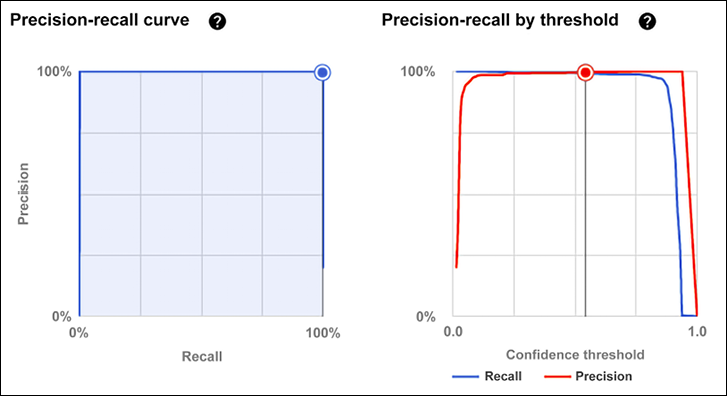 Precision-recall curve ?
Precision-recall by threshold ?
100%
Precision
0%
0%
100%
Recall
100%
0%
0.0
1.0
Confidence threshold
Recall
Precision